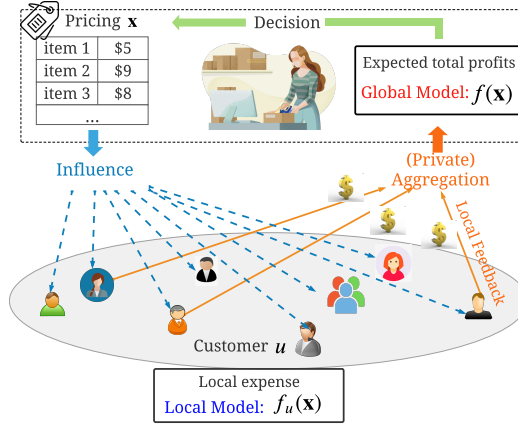 Pricing x
Decision
item 1 $5
item 2 $9
item 3 $8
...
Expected total profits
Global Model: f(x)
Influence
(Private)
Aggregation
$
$
$
Local Feedback
Customer u
Local expense
Local Model: fᵤ(x)